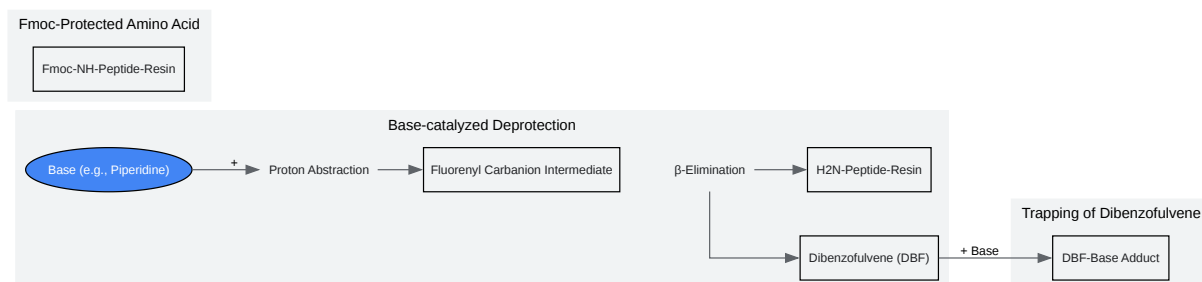 Fmoc-Protected Amino Acid
Fmoc-NH-Peptide-Resin
Base-catalyzed Deprotection
Base (e.g., Piperidine)
+
Proton Abstraction
Fluorenyl Carbanion Intermediate
β-Elimination
H2N-Peptide-Resin
Trapping of Dibenzofulvene
Dibenzofulvene (DBF)
+ Base
DBF-Base Adduct